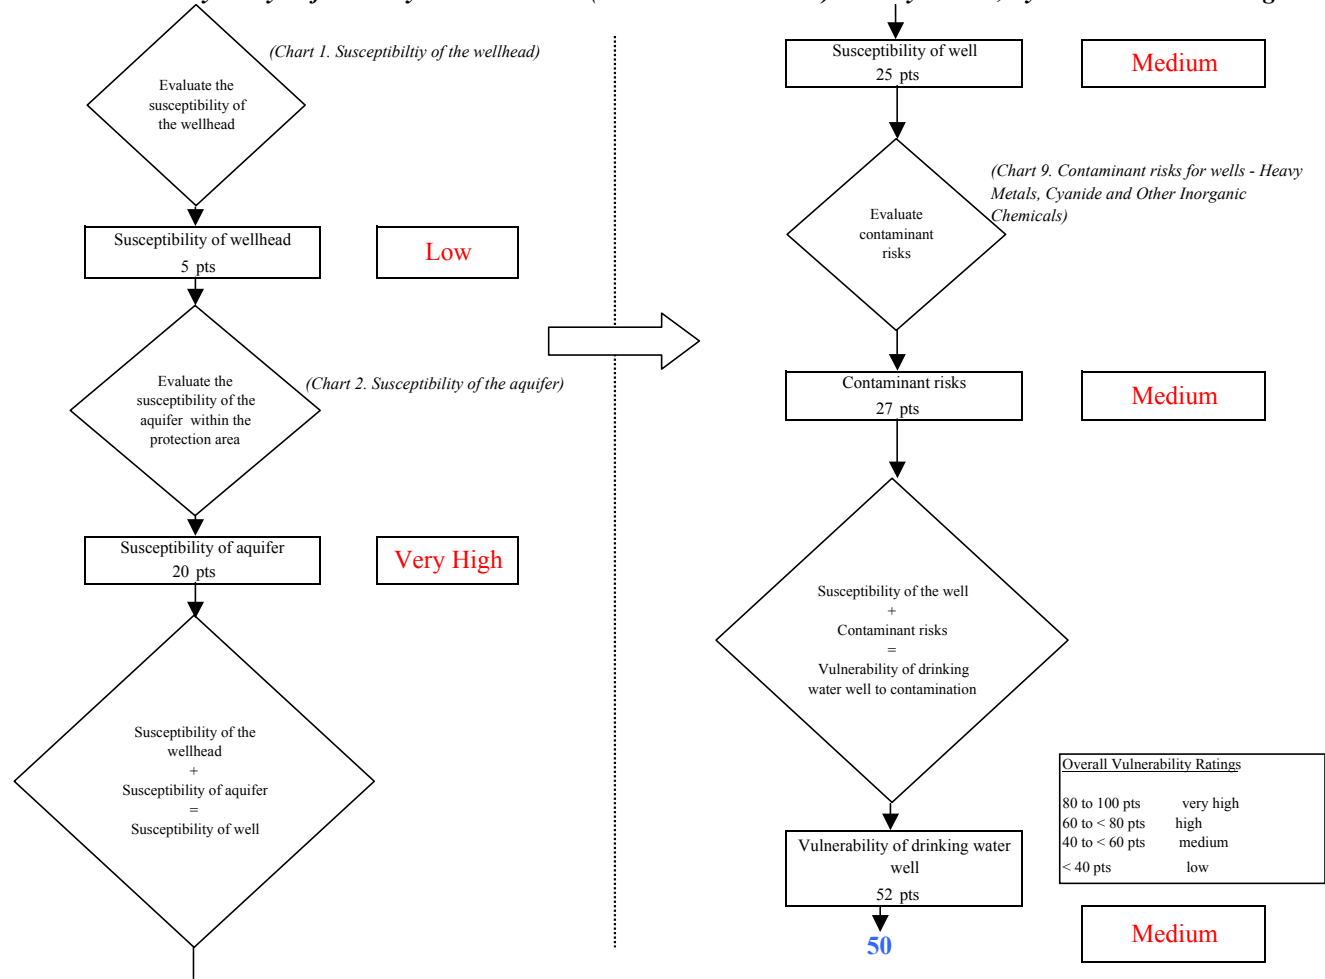 (Chart 1. Susceptibiltiy of the wellhead)
Evaluate the
susceptibility of
the wellhead
Susceptibility of wellhead
5 pts
Low
Evaluate the
susceptibility of the
aquifer within the
protection area
(Chart 2. Susceptibility of the aquifer)
Susceptibility of aquifer
20 pts
Very High
Susceptibility of the
wellhead
+
Susceptibility of aquifer
=
Susceptibility of well
Susceptibility of well
25 pts
Medium
Evaluate
contaminant
risks
(Chart 9. Contaminant risks for wells - Heavy
Metals, Cyanide and Other Inorganic
Chemicals)
Contaminant risks
27 pts
Medium
Susceptibility of the well
+
Contaminant risks
=
Vulnerability of drinking
water well to contamination
Overall Vulnerability Ratings
80 to 100 pts very high
60 to < 80 pts high
40 to < 60 pts medium
< 40 pts low
Vulnerability of drinking water
well
52 pts
50
Medium